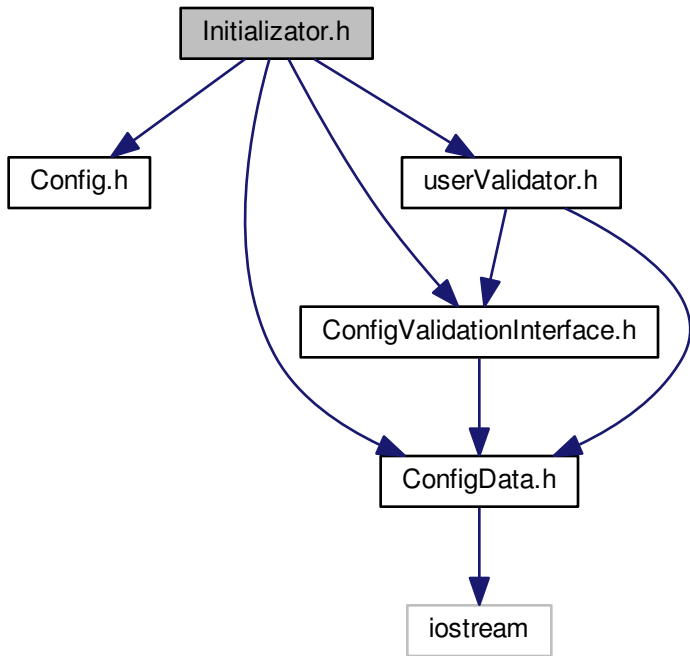 Initializator.h
Config.h
userValidator.h
ConfigValidationInterface.h
ConfigData.h
iostream